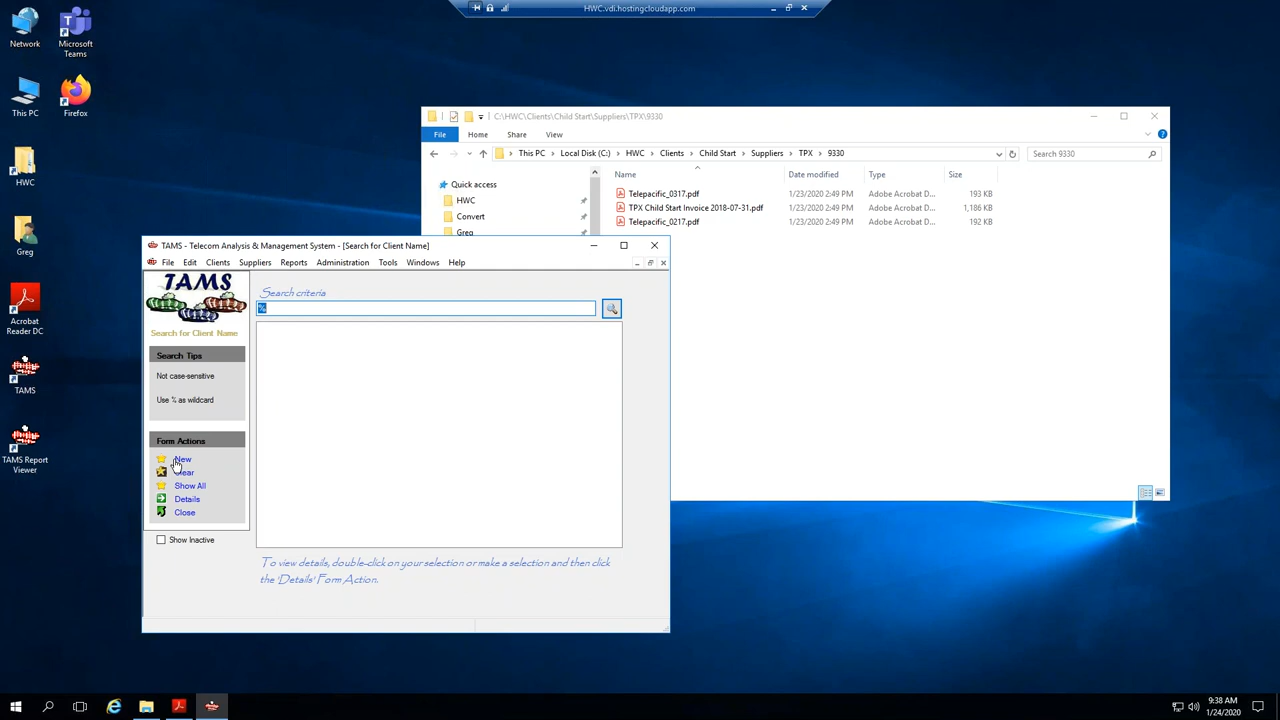 HWC.vdi.hostingcloudapp.com
Network
Microsoft
Teams
This PC
Firefox
HWC
Greg
Acrobat
Reader DC
TAMS
TAMS Report
Viewer
C:\HWC\Clients\Child Start\Suppliers\TPX\9330
File Home Share View
This PC Local Disk (C:) HWC Clients Child Start Suppliers TPX 9330
Search 9330
Quick access
HWC
Convert
Greg
Name Date modified Type Size
Telepacific_0317.pdf 1/23/2020 2:49 PM Adobe Acrobat D... 193 KB
TPX Child Start Invoice 2018-07-31.pdf 1/23/2020 2:49 PM Adobe Acrobat D... 1,186 KB
Telepacific_0217.pdf 1/23/2020 2:49 PM Adobe Acrobat D... 192 KB
TAMS - Telecom Analysis & Management System - [Search for Client Name]
File Edit Clients Suppliers Reports Administration Tools Windows Help
TAMS
Search for Client Name
Search Tips
Not case-sensitive
Use % as wildcard
Form Actions
New
Clear
Show All
Details
Close
Show Inactive
Search criteria
%
To view details, double-click on your selection or make a selection and then click
the 'Details' Form Action.
9:38 AM
1/24/2020